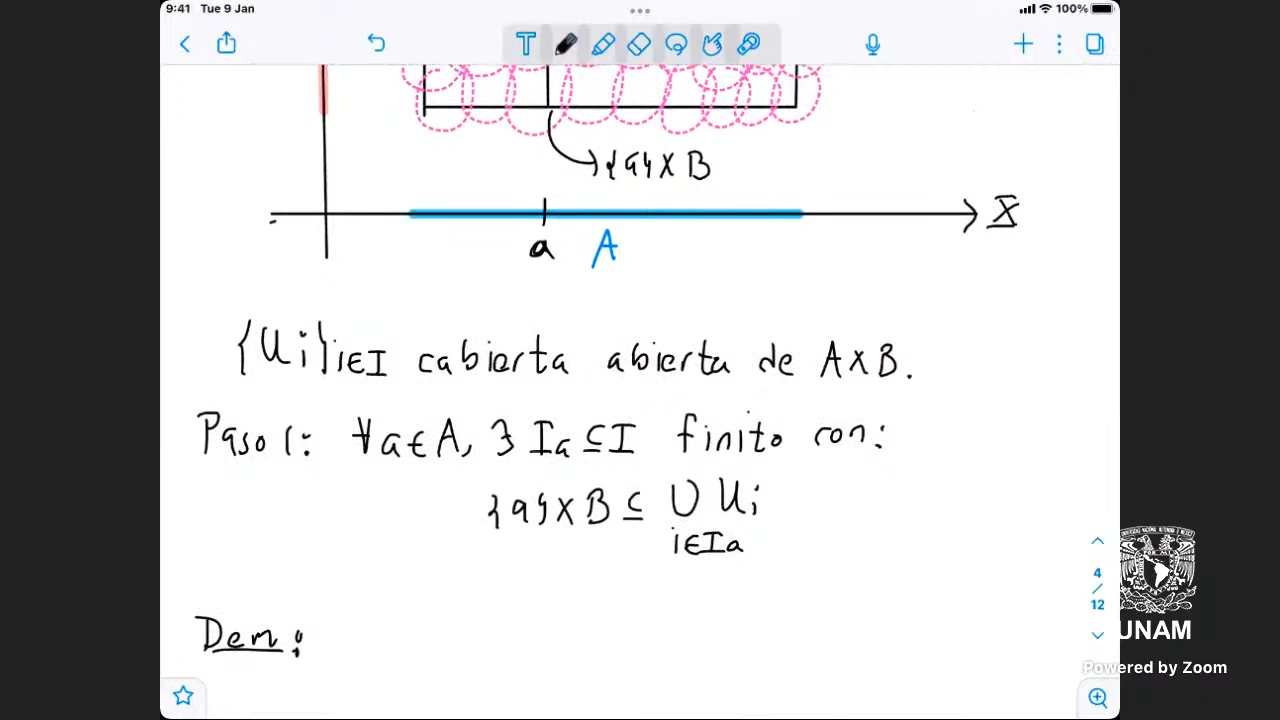 9:41 Tue 9 Jan
100%
T
{a}×B
X
a A
{Ui}i∈I cubierta abierta de A×B.
Paso 1: ∀a∈A, ∃ Ia⊆I finito con:
{a}×B ⊆ ∪ Ui
i∈Ia
Dem:
4
/
12
UNAM
Powered by Zoom